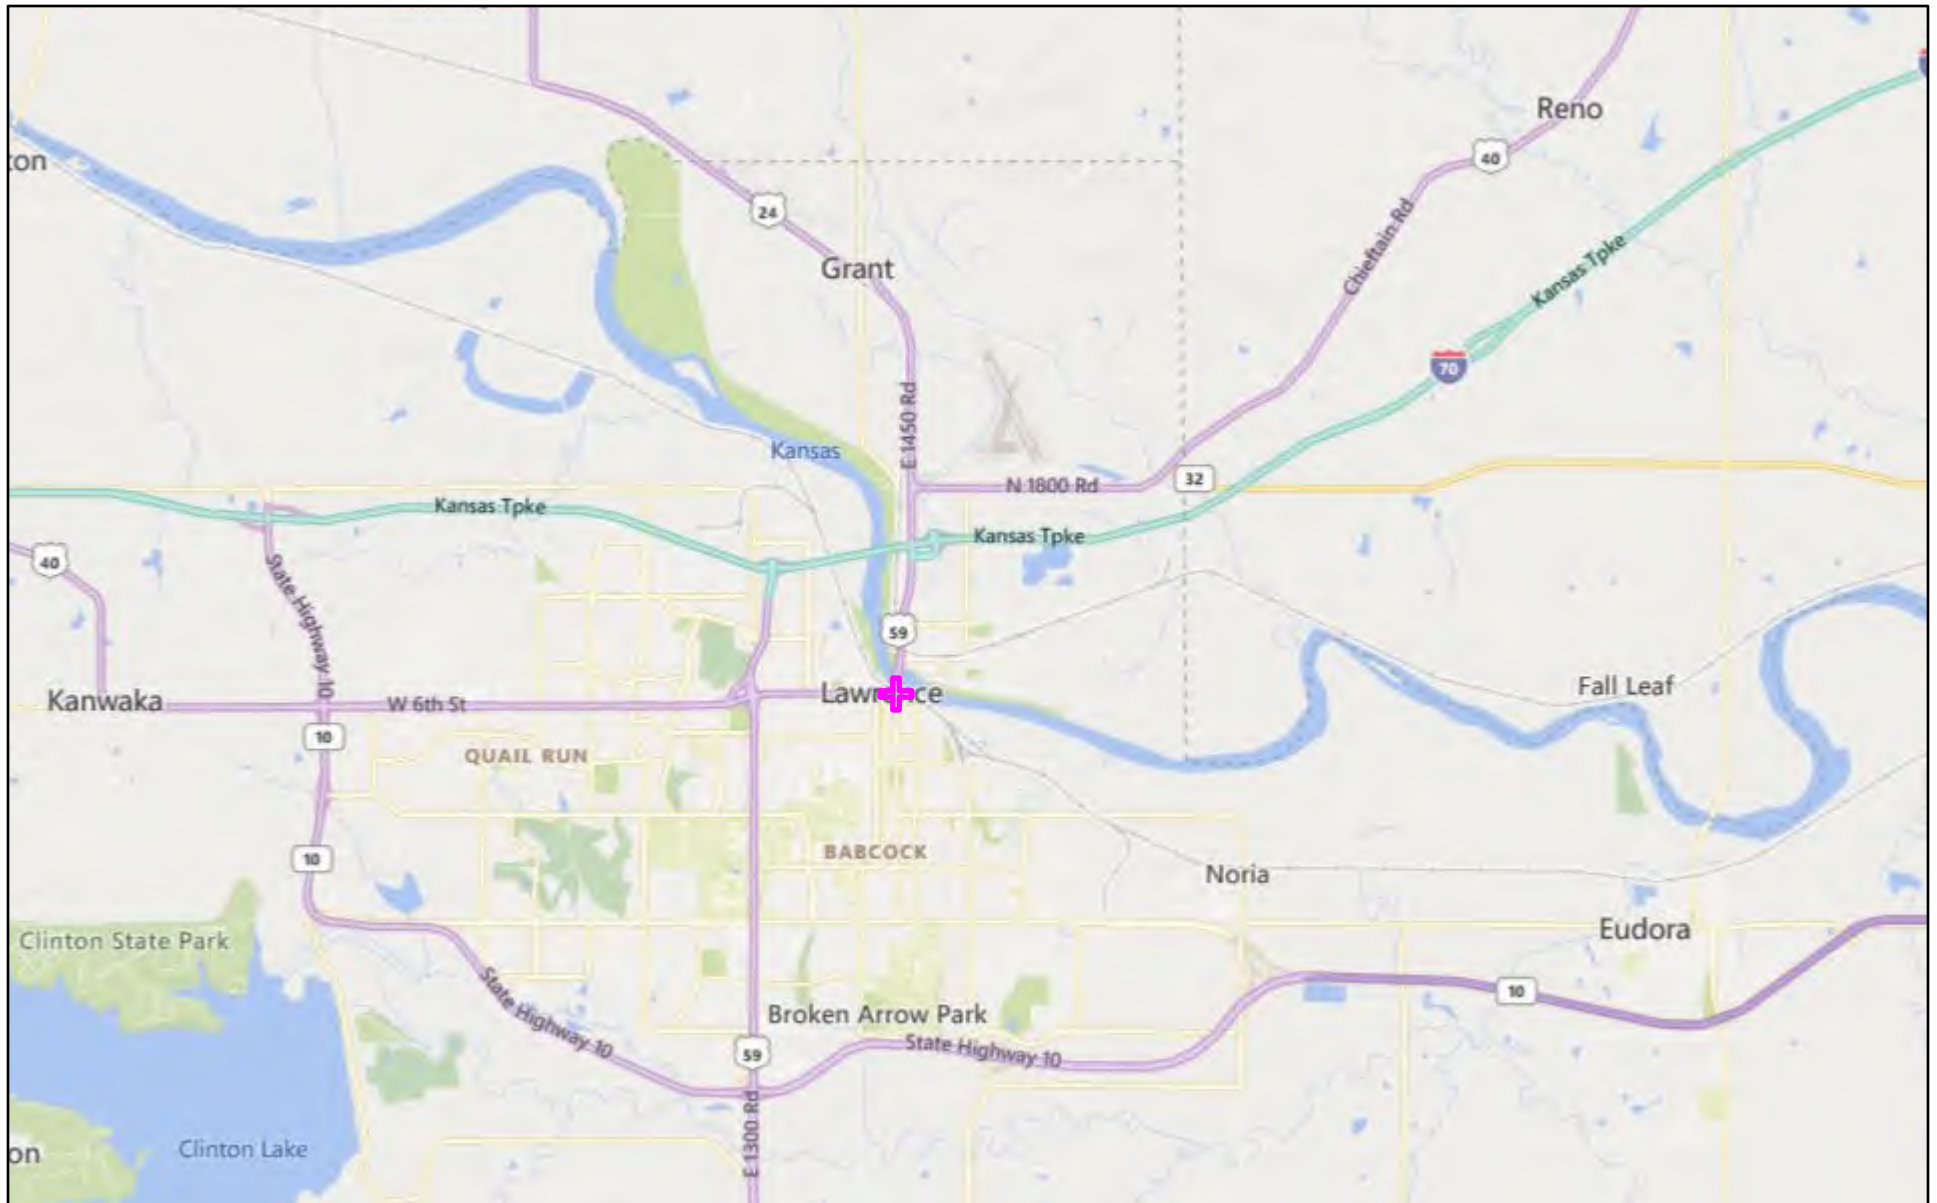 Reno
40
ton
24
Chieftain Rd
Kansas Tpke
Grant
70
E 1450 Rd
Kansas
32
N 1800 Rd
Kansas Tpke
Kansas Tpke
40
State Highway 10
59
Fall Leaf
Lawrence
Kanwaka
W 6th St
10
QUAIL RUN
10
BABCOCK
Noria
Eudora
Clinton State Park
State Highway 10
10
Broken Arrow Park
State Highway 10
59
E 1300 Rd
Clinton Lake
on